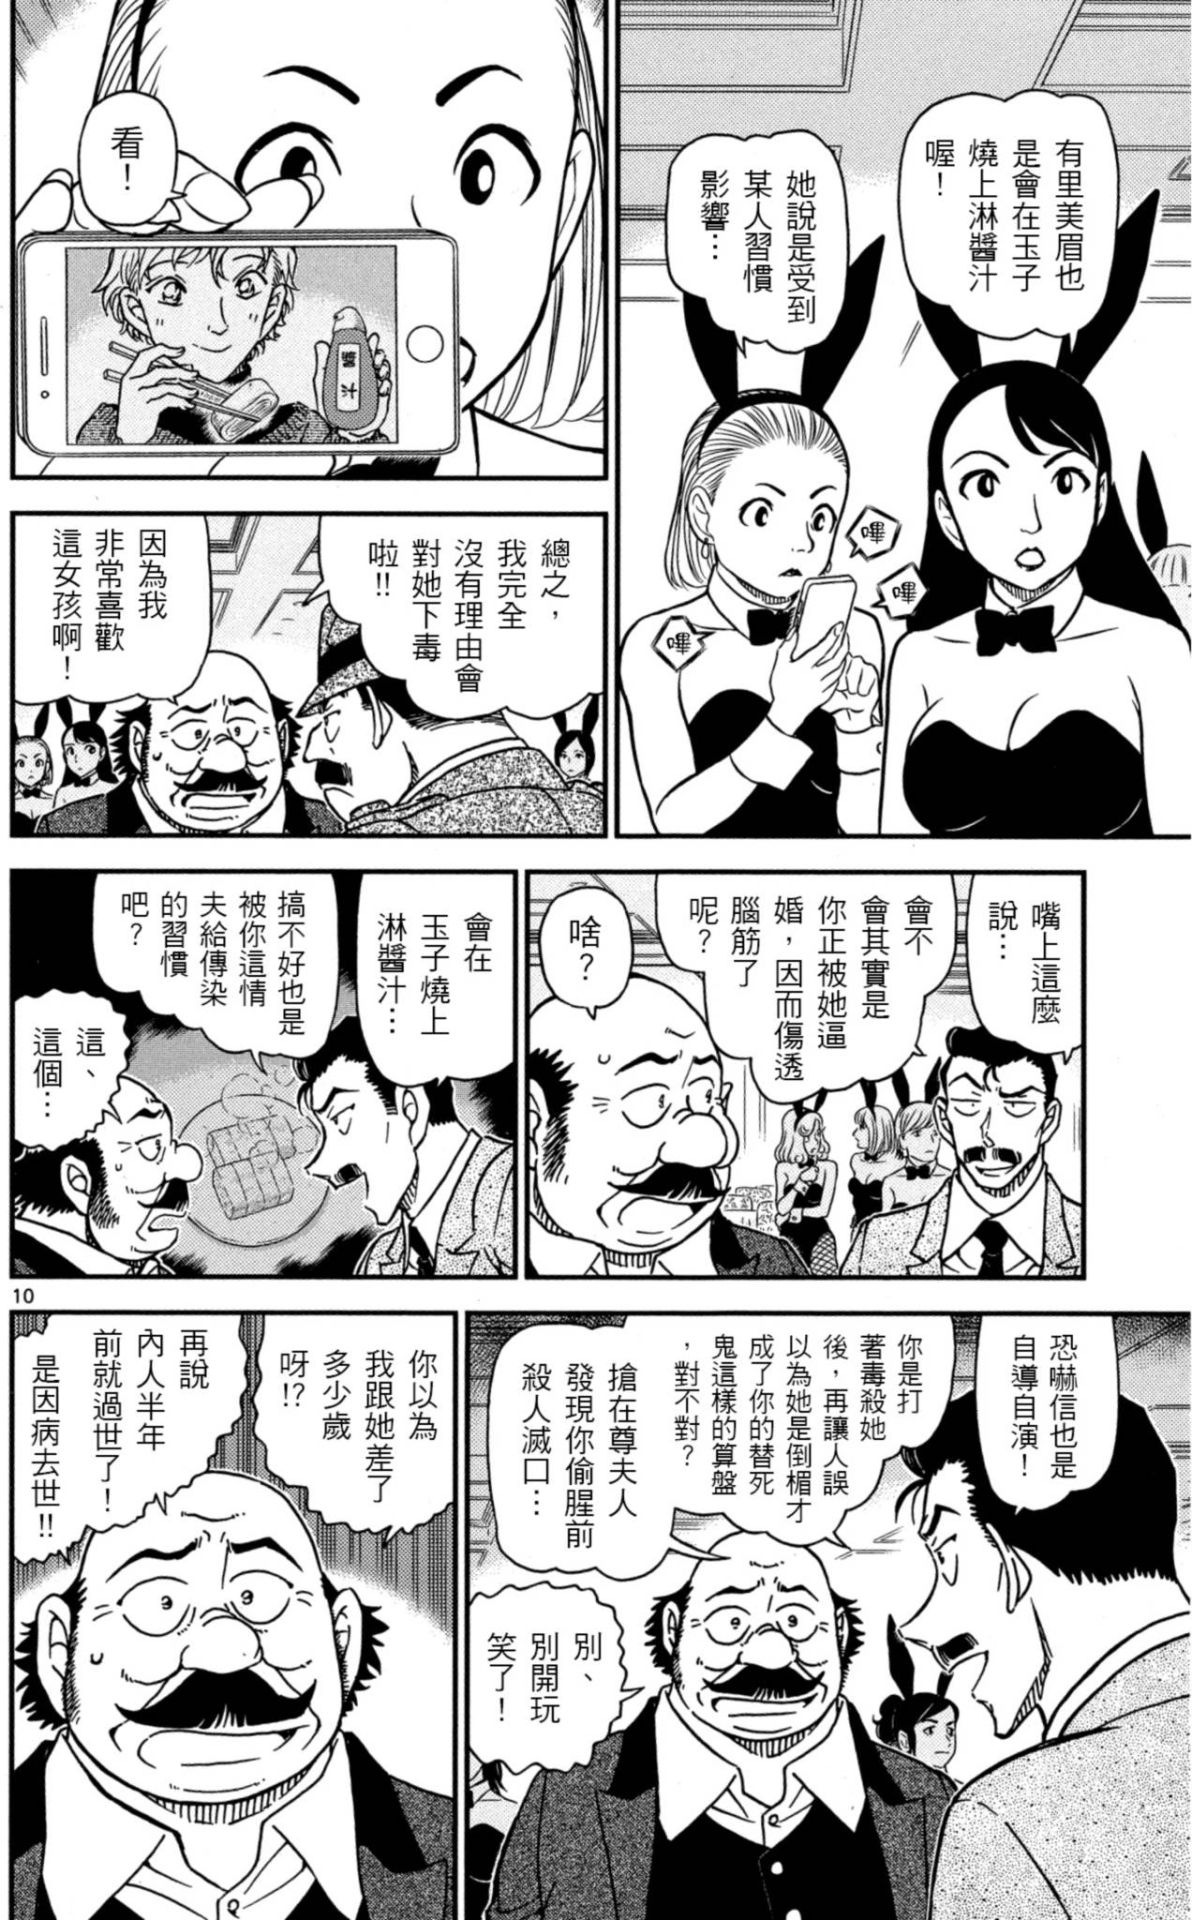 有里美眉也
是會在玉子
燒上淋醬汁
喔！
她說是受到
某人習慣
影響…
嗶
嗶
嗶
看！
醬
汁
總之，
我完全
沒有理由會
對她下毒
啦!!
因為我
非常喜歡
這女孩啊！
嘴上這麼
說…
會不
會其實是
你正被她逼
婚，因而傷透
腦筋了
呢？
啥？
會在
玉子燒上
淋醬汁…
搞不好也是
被你這情
夫給傳染
的習慣
吧？
這、
這個…
10
恐嚇信也是
自導自演！
你是打
著毒殺她
後，再讓人誤
以為她是倒楣才
成了你的替死
鬼這樣的算盤
，對不對？
搶在尊夫人
發現你偷腥前
殺人滅口…
別、
別開玩
笑了！
你以為
我跟她差了
多少歲
呀!?
再說
內人半年
前就過世了！
是因病去世!!